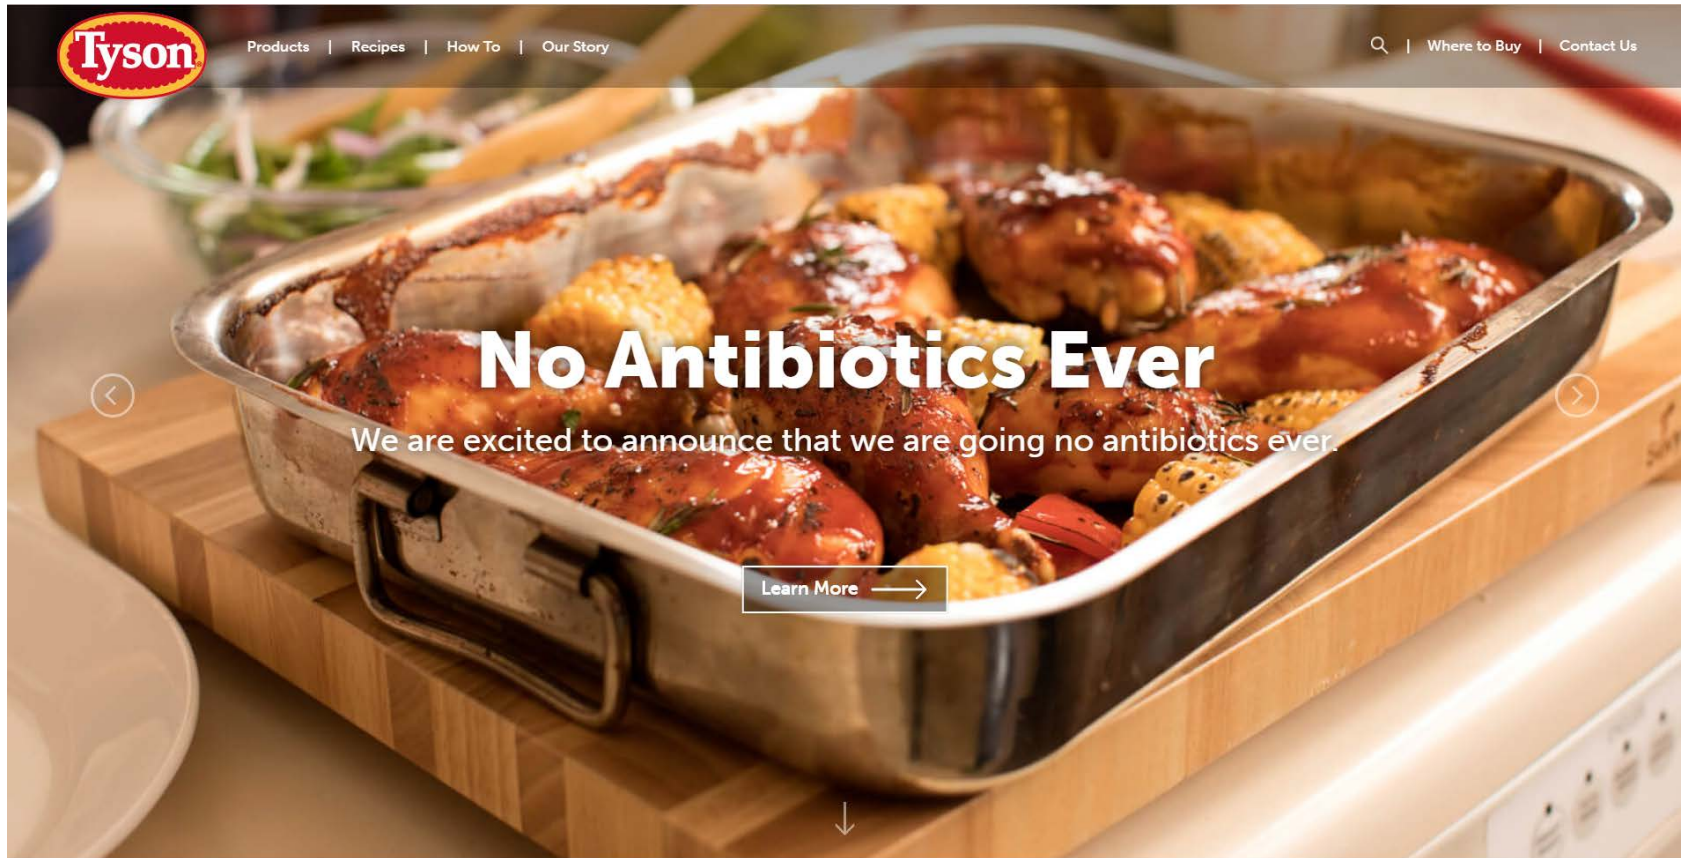 Tyson
Products | Recipes | How To | Our Story
| Where to Buy | Contact Us
No Antibiotics Ever
We are excited to announce that we are going no antibiotics ever.
Learn More